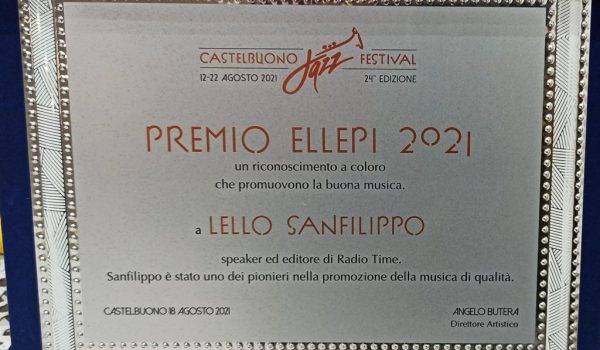 CASTELBUONO Jazz FESTIVAL
12-22 AGOSTO 2021 24ª EDIZIONE
PREMIO ELLEPI 2021
un riconoscimento a coloro
che promuovono la buona musica.
a LELLO SANFILIPPO
speaker ed editore di Radio Time.
Sanfilippo è stato uno dei pionieri nella promozione della musica di qualità.
CASTELBUONO 18 AGOSTO 2021 ANGELO BUTERA
Direttore Artistico